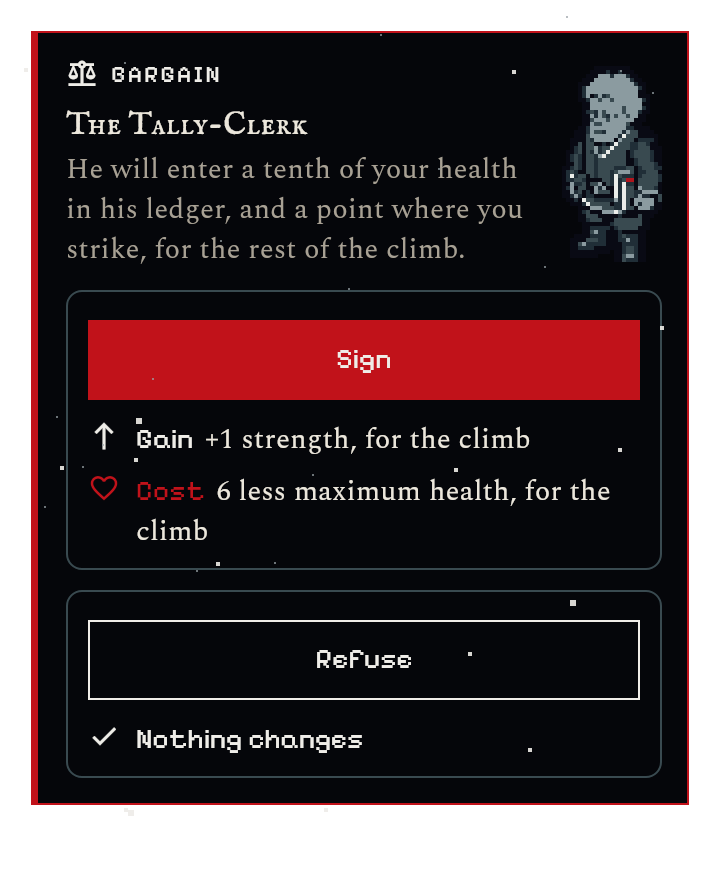 BARGAIN
The Tally-Clerk
He will enter a tenth of your health
in his ledger, and a point where you
strike, for the rest of the climb.
Sign
Gain +1 strength, for the climb
Cost 6 less maximum health, for the
climb
Refuse
Nothing changes